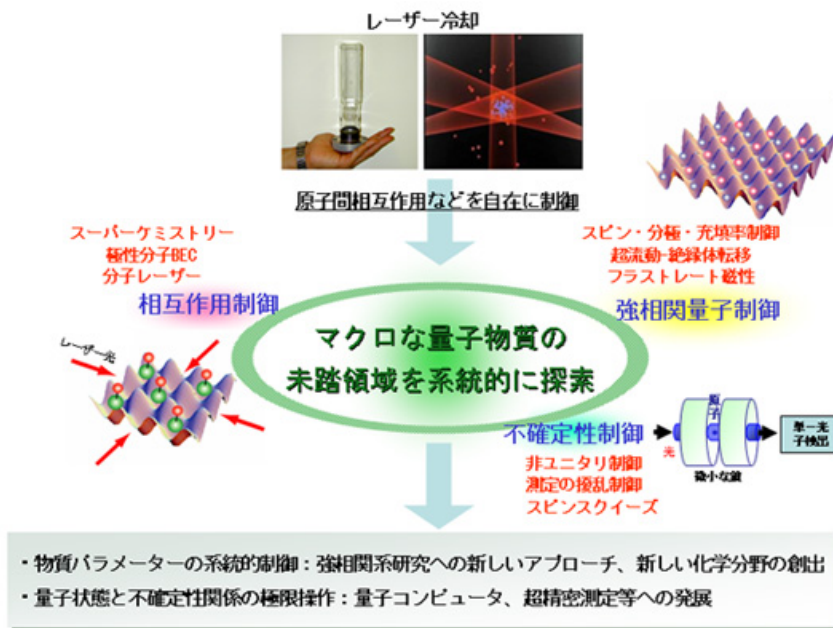 レーザー冷却
原子間相互作用などを自在に制御
スーパーケミストリー
極性分子BEC
分子レーザー
相互作用制御
スピン・分極・充填率制御
超流動-絶縁体転移
フラストレート磁性
強相関量子制御
マクロな量子物質の
未踏領域を系統的に探索
レーザー光
不確定性制御
非ユニタリ制御
測定の擾乱制御
スピンスクイーズ
原子
光
微小な鏡
単一光
子検出
・物質パラメーターの系統的制御：強相関系研究への新しいアプローチ、新しい化学分野の創出
・量子状態と不確定性関係の極限操作：量子コンピュータ、超精密測定等への発展